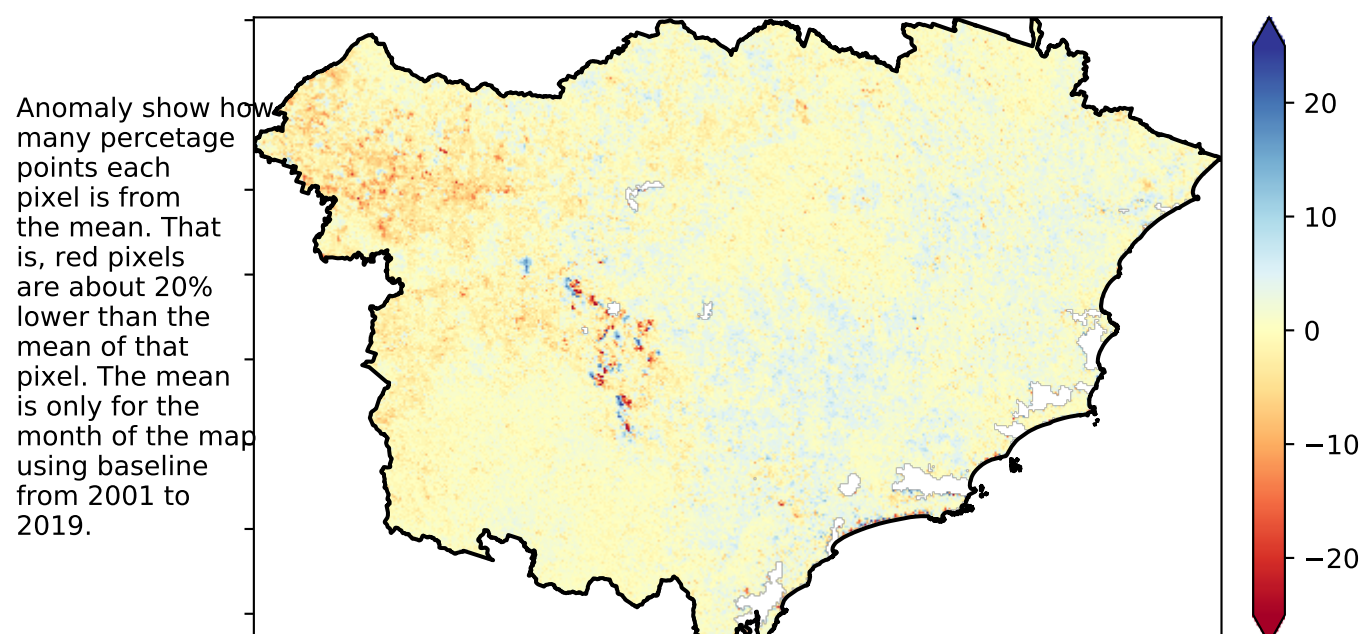 Anomaly show how
many percetage
points each
pixel is from
the mean. That
is, red pixels
are about 20%
lower than the
mean of that
pixel. The mean
is only for the
month of the map
using baseline
from 2001 to
2019.
20
10
0
−10
−20